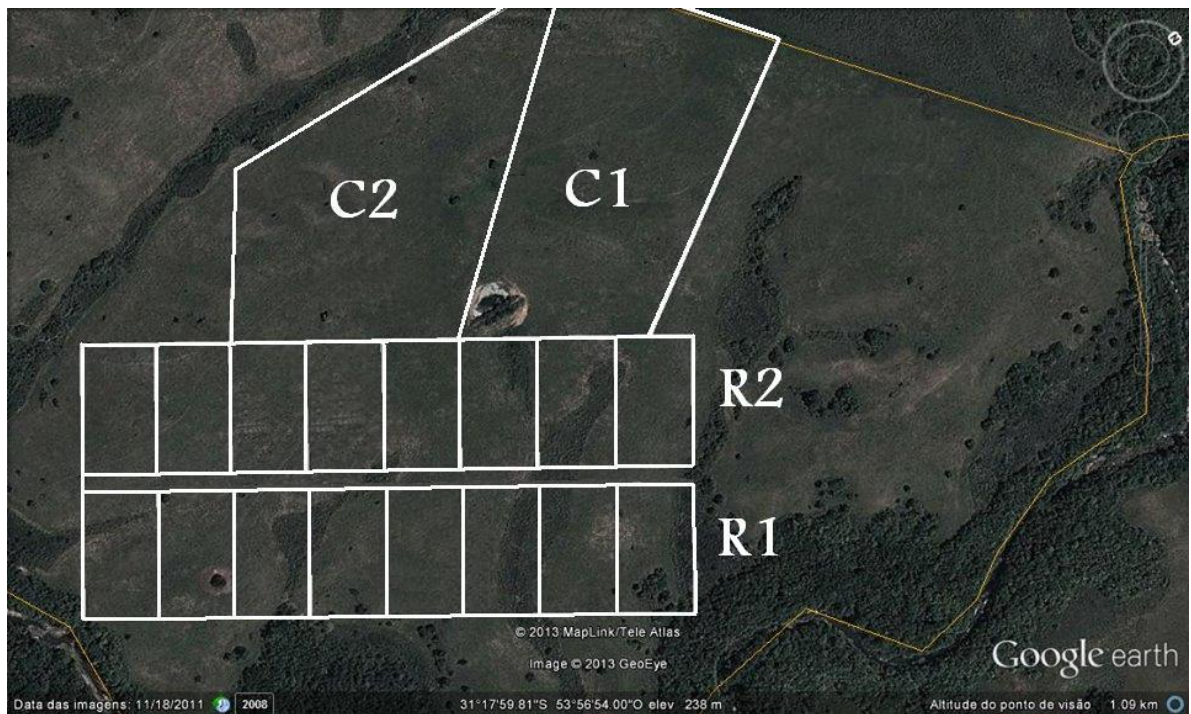 C2
C1
R2
R1
© 2013 MapLink/Tele Atlas
Image © 2013 GeoEye
Google earth
Data das imagens: 11/18/2011 2008 31°17'59.81"S 53°56'54.00"O elev 238 m Altitude do ponto de visão 1.09 km